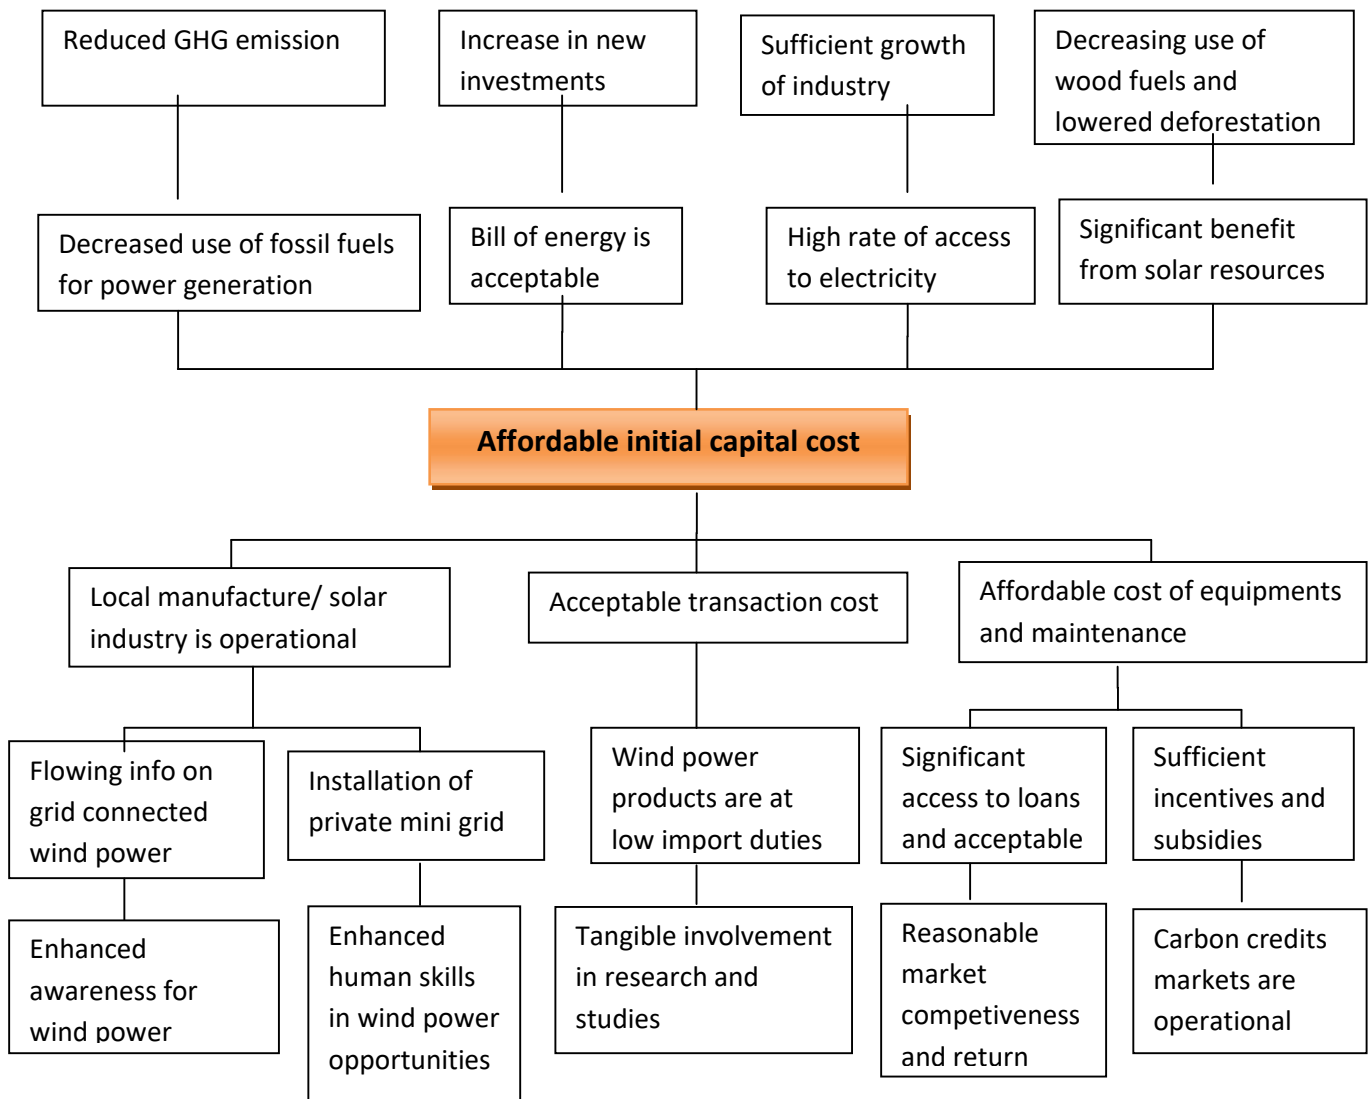 Reduced GHG emission
Increase in new
investments
Sufficient growth
of industry
Decreasing use of
wood fuels and
lowered deforestation
Decreased use of fossil fuels
for power generation
Bill of energy is
acceptable
High rate of access
to electricity
Significant benefit
from solar resources
Affordable initial capital cost
Local manufacture/ solar
industry is operational
Acceptable transaction cost
Affordable cost of equipments
and maintenance
Flowing info on
grid connected
wind power
Installation of
private mini grid
Wind power
products are at
low import duties
Significant
access to loans
and acceptable
Sufficient
incentives and
subsidies
Enhanced
awareness for
wind power
Enhanced
human skills
in wind power
opportunities
Tangible involvement
in research and
studies
Reasonable
market
competiveness
and return
Carbon credits
markets are
operational